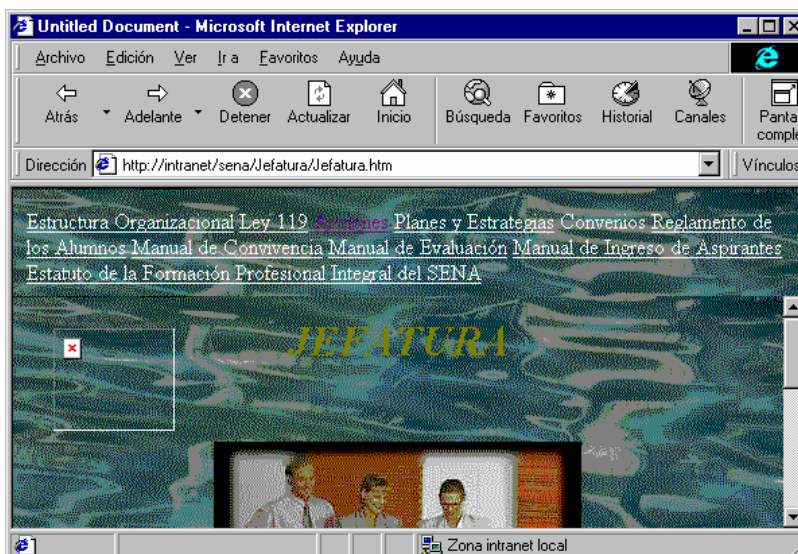 Untitled Document - Microsoft Internet Explorer
Archivo Edición Ver Ir a Favoritos Ayuda
Atrás Adelante Detener Actualizar Inicio Búsqueda Favoritos Historial Canales Panta
comple
Dirección http://intranet/sena/Jefatura/Jefatura.htm Vínculos
Estructura Organizacional Ley 119 Planes y Estrategias Convenios Reglamento de
los Alumnos Manual de Convivencia Manual de Evaluación Manual de Ingreso de Aspirantes
Estatuto de la Formación Profesional Integral del SENA
JEFATURA
Zona intranet local